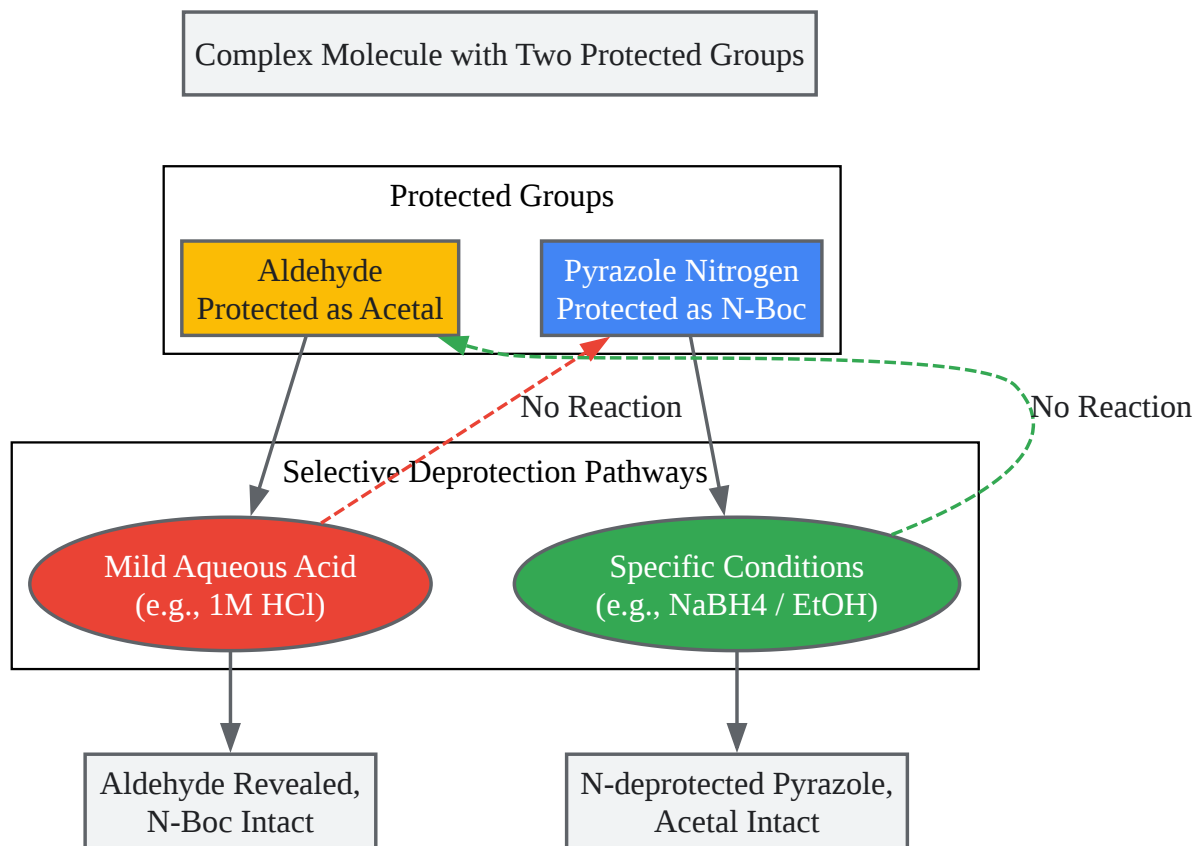 Complex Molecule with Two Protected Groups
Protected Groups
Aldehyde
Protected as Acetal
Pyrazole Nitrogen
Protected as N-Boc
No Reaction
No Reaction
Selective Deprotection Pathways
Mild Aqueous Acid
(e.g., 1M HCl)
Specific Conditions
(e.g., NaBH4 / EtOH)
Aldehyde Revealed,
N-Boc Intact
N-deprotected Pyrazole,
Acetal Intact